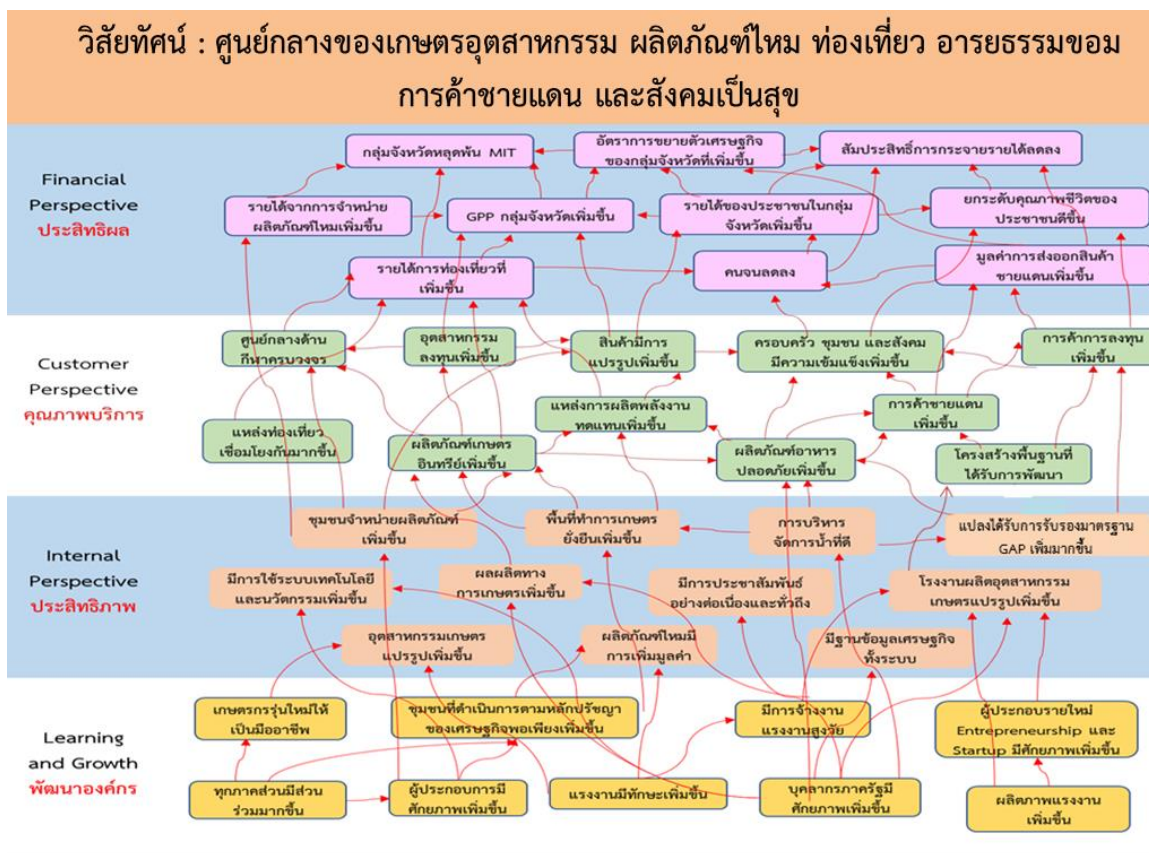 วิสัยทัศน์ : ศูนย์กลางของเกษตรอุตสาหกรรม ผลิตภัณฑ์ไหม ท่องเที่ยว อารยธรรมขอม
การค้าชายแดน และสังคมเป็นสุข
Financial
Perspective
ประสิทธิผล
กลุ่มจังหวัดหลุดพ้น MIT
อัตราการขยายตัวเศรษฐกิจ
ของกลุ่มจังหวัดที่เพิ่มขึ้น
สัมประสิทธิ์การกระจายรายได้ลดลง
รายได้จากการจำหน่าย
ผลิตภัณฑ์ไหมเพิ่มขึ้น
GPP กลุ่มจังหวัดเพิ่มขึ้น
รายได้ของประชาชนในกลุ่ม
จังหวัดเพิ่มขึ้น
ยกระดับคุณภาพชีวิตของ
ประชาชนดีขึ้น
รายได้การท่องเที่ยวที่
เพิ่มขึ้น
คนจนลดลง
มูลค่าการส่งออกสินค้า
ชายแดนเพิ่มขึ้น
Customer
Perspective
คุณภาพบริการ
ศูนย์กลางด้าน
กีฬาครบวงจร
อุตสาหกรรม
ลงทุนเพิ่มขึ้น
สินค้ามีการ
แปรรูปเพิ่มขึ้น
ครอบครัว ชุมชน และสังคม
มีความเข้มแข็งเพิ่มขึ้น
การค้าการลงทุน
เพิ่มขึ้น
แหล่งท่องเที่ยว
เชื่อมโยงกันมากขึ้น
แหล่งการผลิตพลังงาน
ทดแทนเพิ่มขึ้น
การค้าชายแดน
เพิ่มขึ้น
ผลิตภัณฑ์เกษตร
อินทรีย์เพิ่มขึ้น
ผลิตภัณฑ์อาหาร
ปลอดภัยเพิ่มขึ้น
โครงสร้างพื้นฐานที่
ได้รับการพัฒนา
Internal
Perspective
ประสิทธิภาพ
ชุมชนจำหน่ายผลิตภัณฑ์
เพิ่มขึ้น
พื้นที่ทำการเกษตร
ยั่งยืนเพิ่มขึ้น
การบริหาร
จัดการน้ำที่ดี
แปลงได้รับการรับรองมาตรฐาน
GAP เพิ่มมากขึ้น
มีการใช้ระบบเทคโนโลยี
และนวัตกรรมเพิ่มขึ้น
ผลผลิตทาง
การเกษตรเพิ่มขึ้น
มีการประชาสัมพันธ์
อย่างต่อเนื่องและทั่วถึง
โรงงานผลิตอุตสาหกรรม
เกษตรแปรรูปเพิ่มขึ้น
อุตสาหกรรมเกษตร
แปรรูปเพิ่มขึ้น
ผลิตภัณฑ์ไหมมี
การเพิ่มมูลค่า
มีฐานข้อมูลเศรษฐกิจ
ทั้งระบบ
Learning
and Growth
พัฒนาองค์กร
เกษตรกรรุ่นใหม่ให้
เป็นมืออาชีพ
ชุมชนที่ดำเนินการตามหลักปรัชญา
ของเศรษฐกิจพอเพียงเพิ่มขึ้น
มีการจ้างงาน
แรงงานสูงวัย
ผู้ประกอบรายใหม่
Entrepreneurship และ
Startup มีศักยภาพเพิ่มขึ้น
ทุกภาคส่วนมีส่วน
ร่วมมากขึ้น
ผู้ประกอบการมี
ศักยภาพเพิ่มขึ้น
แรงงานมีทักษะเพิ่มขึ้น
บุคลากรภาครัฐมี
ศักยภาพเพิ่มขึ้น
ผลิตภาพแรงงาน
เพิ่มขึ้น